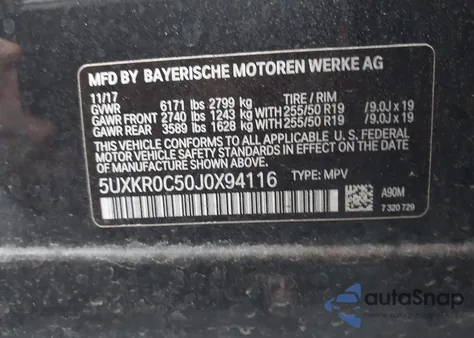 MFD BY BAYERISCHE MOTOREN WERKE AG
11/17
GVWR 6171 lbs 2799 kg TIRE / RIM
GAWR FRONT 2740 lbs 1243 kg WITH 255/50 R19 /9.0J x 19
GAWR REAR 3589 lbs 1628 kg WITH 255/50 R19 /9.0J x 19
THIS VEHICLE CONFORMS TO ALL APPLICABLE U. S. FEDERAL
MOTOR VEHICLE SAFETY STANDARDS IN EFFECT ON THE
DATE OF MANUFACTURE SHOWN ABOVE.
5UXKR0C50J0X94116 TYPE: MPV
A90M
7 320 729
autoSnap